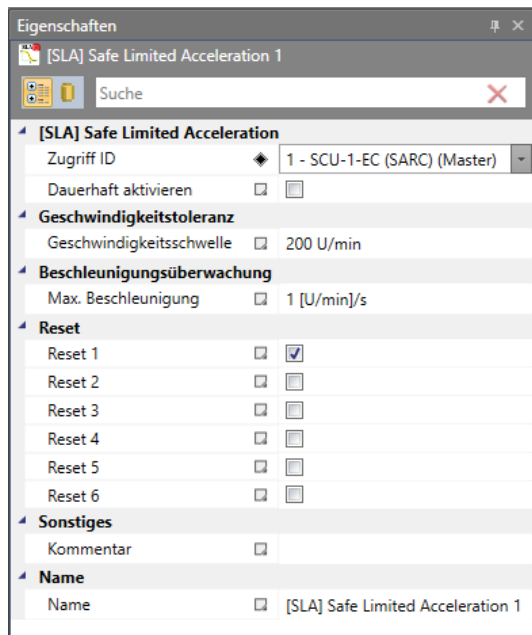 Eigenschaften
[SLA] Safe Limited Acceleration 1
Suche
[SLA] Safe Limited Acceleration
Zugriff ID 1 - SCU-1-EC (SARC) (Master)
Dauerhaft aktivieren
Geschwindigkeitstoleranz
Geschwindigkeitsschwelle 200 U/min
Beschleunigungsüberwachung
Max. Beschleunigung 1 [U/min]/s
Reset
Reset 1
Reset 2
Reset 3
Reset 4
Reset 5
Reset 6
Sonstiges
Kommentar
Name
Name [SLA] Safe Limited Acceleration 1